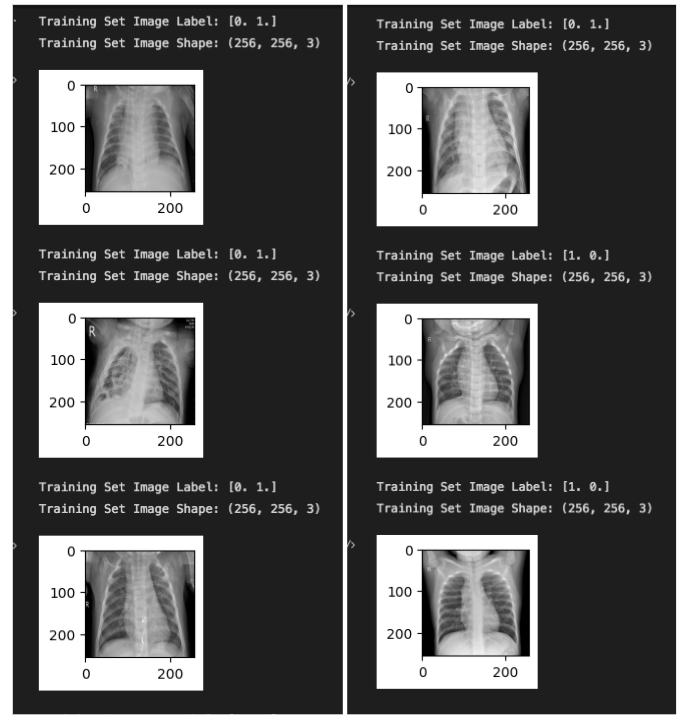 Training Set Image Label: [0. 1.]
Training Set Image Shape: (256, 256, 3)
R
0
100
200
0 200
Training Set Image Label: [0. 1.]
Training Set Image Shape: (256, 256, 3)
R
0
100
200
0 200
Training Set Image Label: [0. 1.]
Training Set Image Shape: (256, 256, 3)
0
100
R
200
0 200
Training Set Image Label: [0. 1.]
Training Set Image Shape: (256, 256, 3)
0
R
100
200
0 200
Training Set Image Label: [1. 0.]
Training Set Image Shape: (256, 256, 3)
0
R
100
200
0 200
Training Set Image Label: [1. 0.]
Training Set Image Shape: (256, 256, 3)
0
R
100
200
0 200